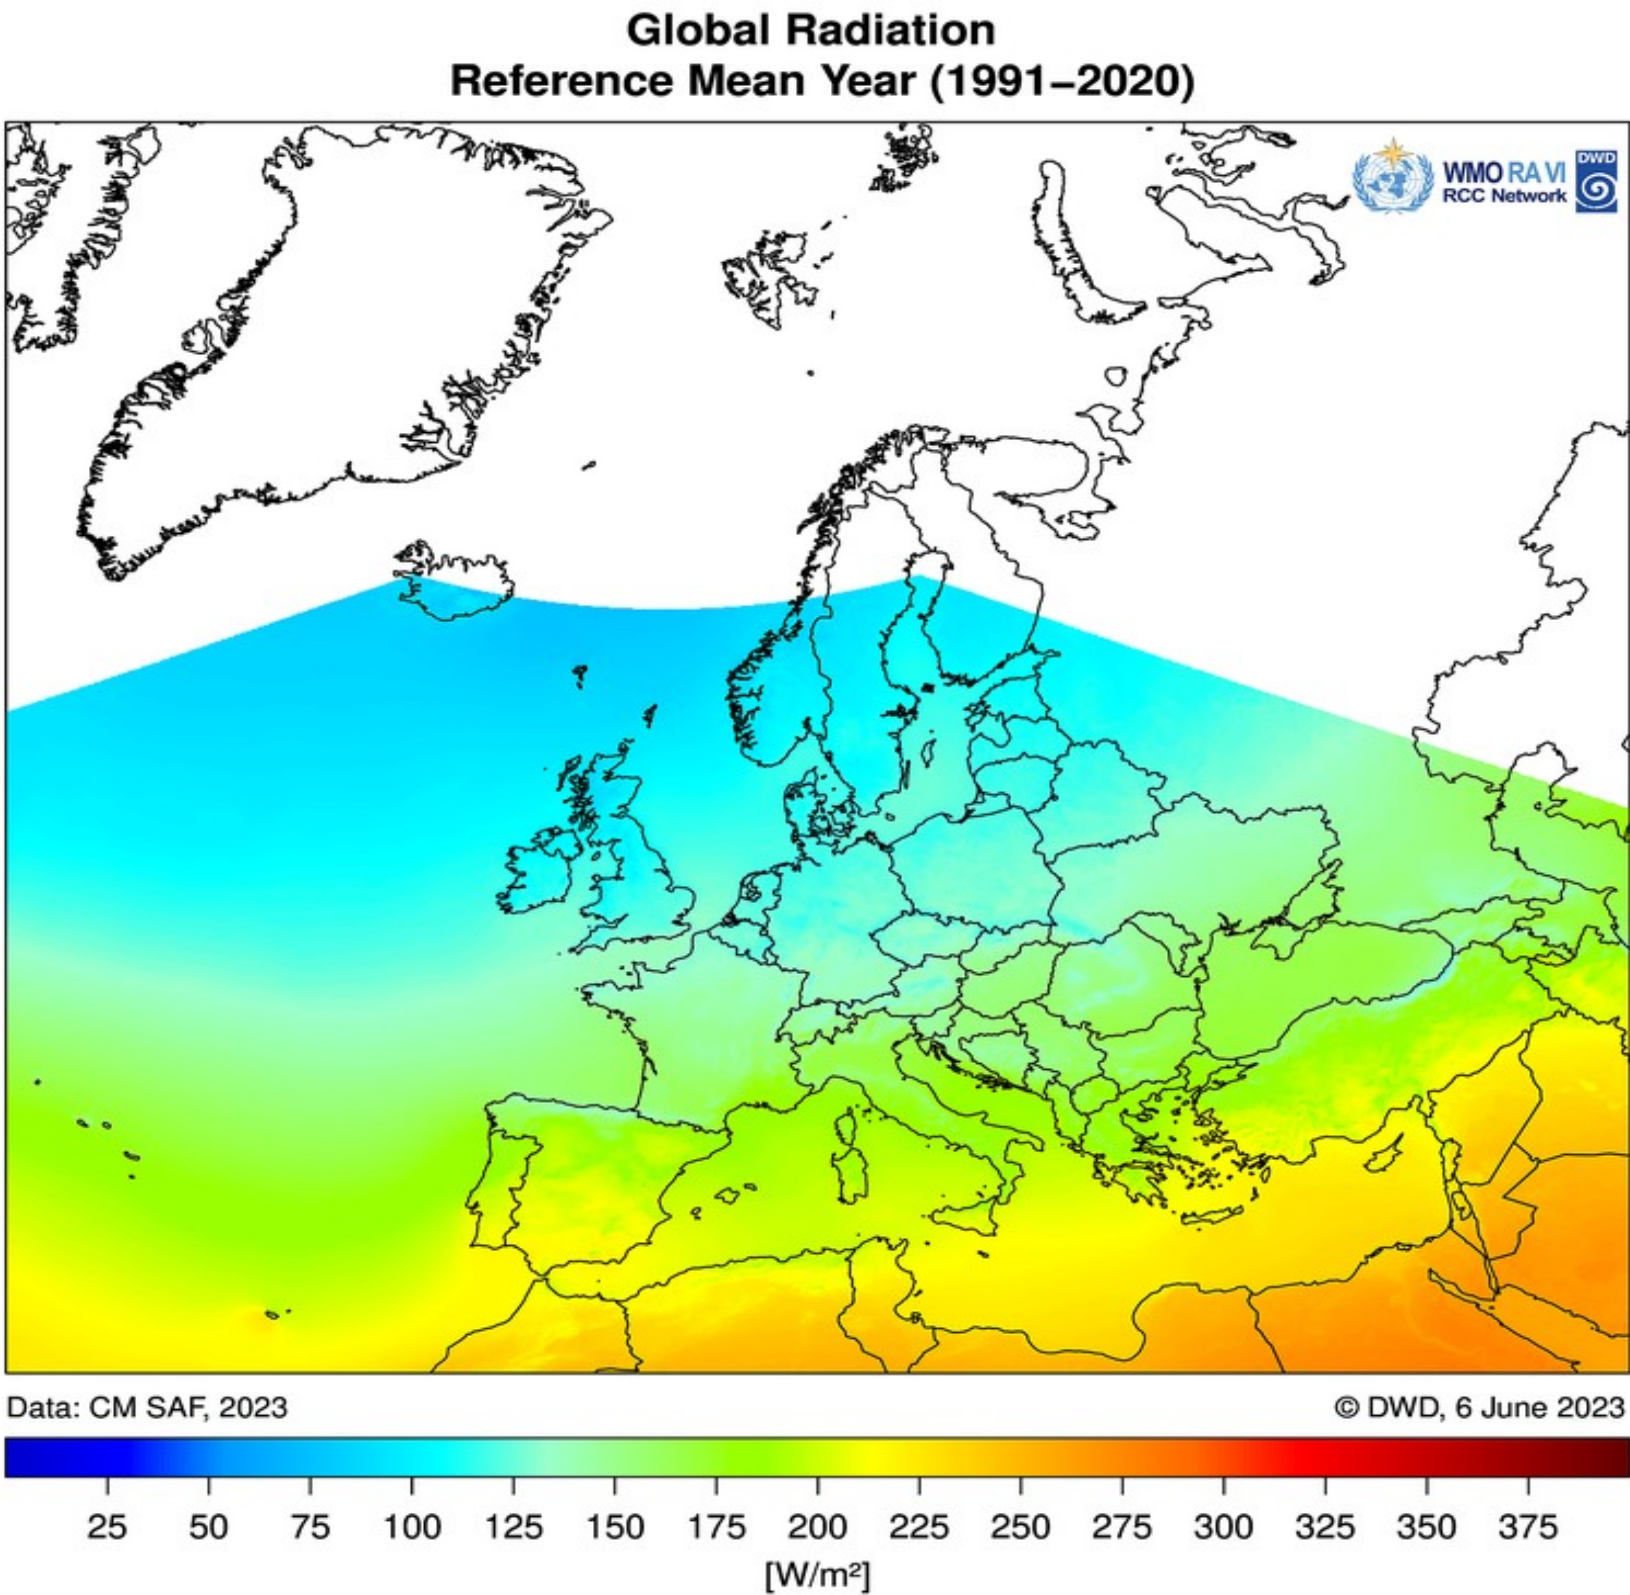 Global Radiation
Reference Mean Year (1991–2020)
WMO RA VI
RCC Network
DWD
Data: CM SAF, 2023
© DWD, 6 June 2023
25 50 75 100 125 150 175 200 225 250 275 300 325 350 375
[W/m²]